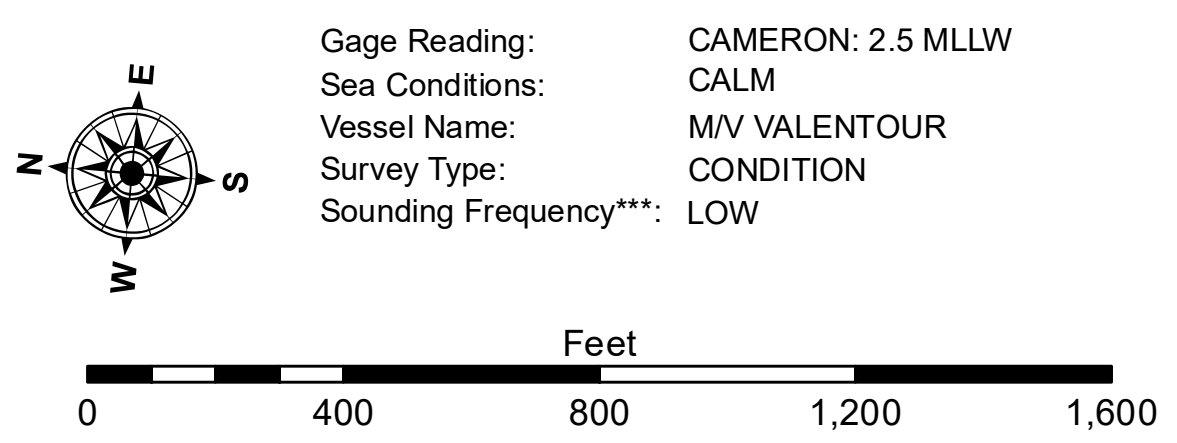 E
N
S
W
Gage Reading: CAMERON: 2.5 MLLW
Sea Conditions: CALM
Vessel Name: M/V VALENTOUR
Survey Type: CONDITION
Sounding Frequency***: LOW
Feet
0 400 800 1,200 1,600